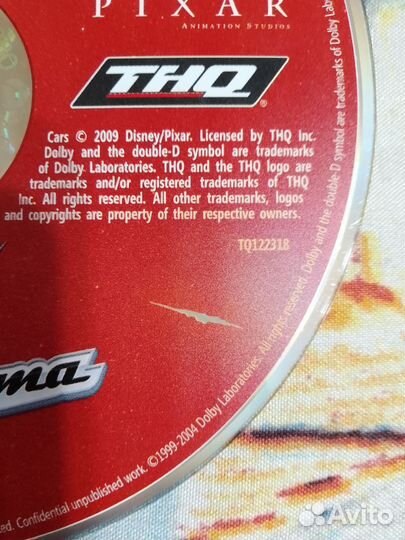 PIXAR
ANIMATION STUDIOS
THQ
®
Cars © 2009 Disney/Pixar. Licensed by THQ Inc.
Dolby and the double-D symbol are trademarks
of Dolby Laboratories. THQ and the THQ logo are
trademarks and/or registered trademarks of THQ
Inc. All rights reserved. All other trademarks, logos
and copyrights are property of their respective owners.
TQ122318
ma
ed. Confidential unpublished work. ©1999-2004 Dolby Laboratories. All rights reserved. Dolby and the double-D symbol are trademarks of Dolby Lab
Avito